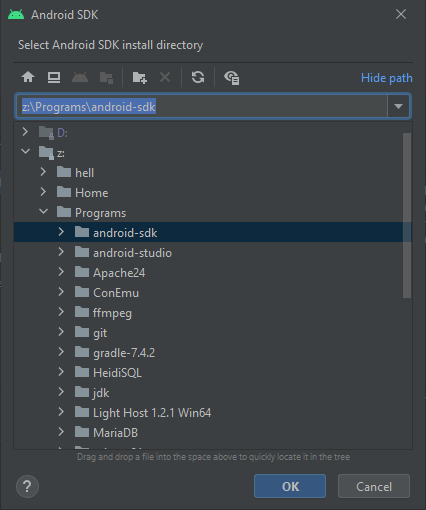 Android SDK
Select Android SDK install directory
Hide path
z:\Programs\android-sdk
D:
z:
hell
Home
Programs
android-sdk
android-studio
Apache24
ConEmu
ffmpeg
git
gradle-7.4.2
HeidiSQL
jdk
Light Host 1.2.1 Win64
MariaDB
Drag and drop a file into the space above to quickly locate it in the tree
?
OK
Cancel